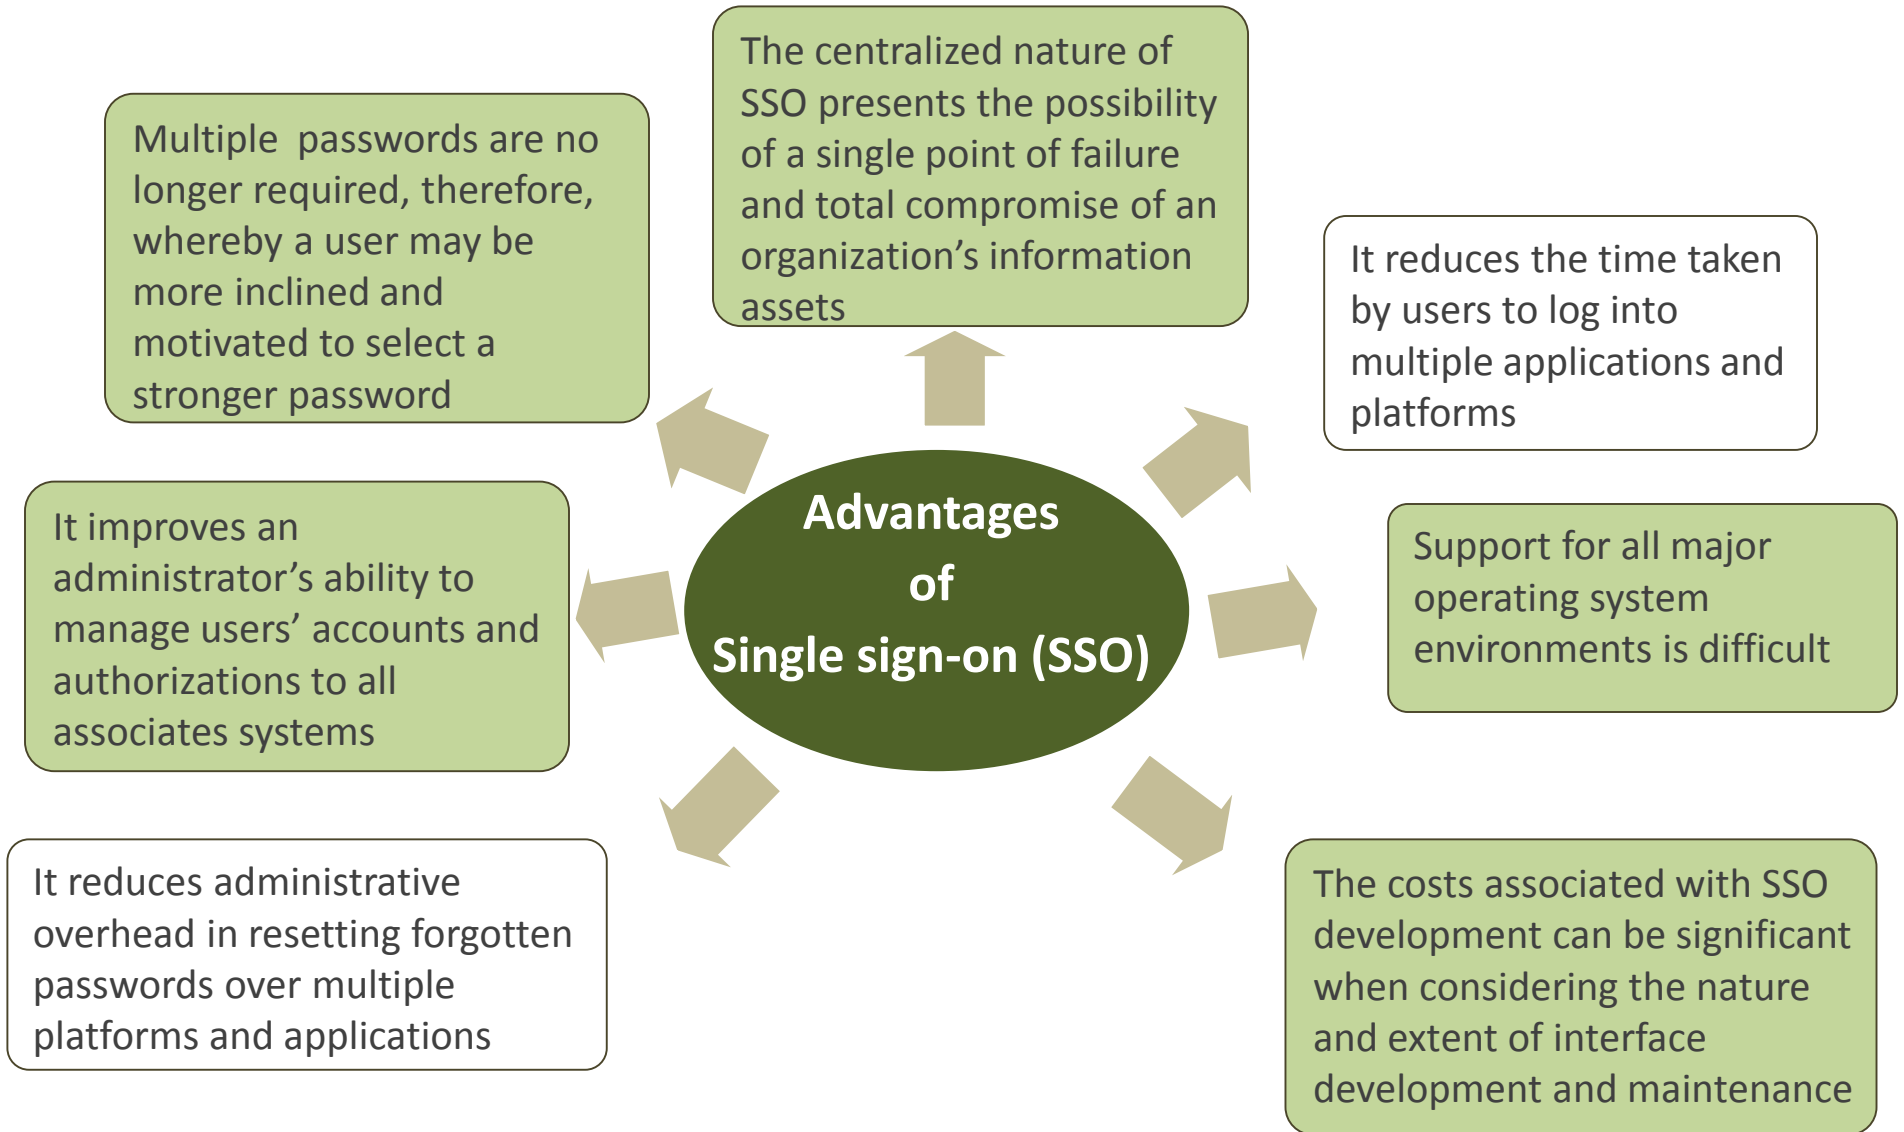 The centralized nature of
SSO presents the possibility
of a single point of failure
and total compromise of an
organization’s information
assets
Multiple  passwords are no
longer required, therefore,
whereby a user may be
more inclined and
motivated to select a
stronger password
It reduces the time taken
by users to log into
multiple applications and
platforms
Advantages
of
Single sign-on (SSO)
It improves an
administrator’s ability to
manage users’ accounts and
authorizations to all
associates systems
Support for all major
operating system
environments is difficult
It reduces administrative
overhead in resetting forgotten
passwords over multiple
platforms and applications
The costs associated with SSO
development can be significant
when considering the nature
and extent of interface
development and maintenance